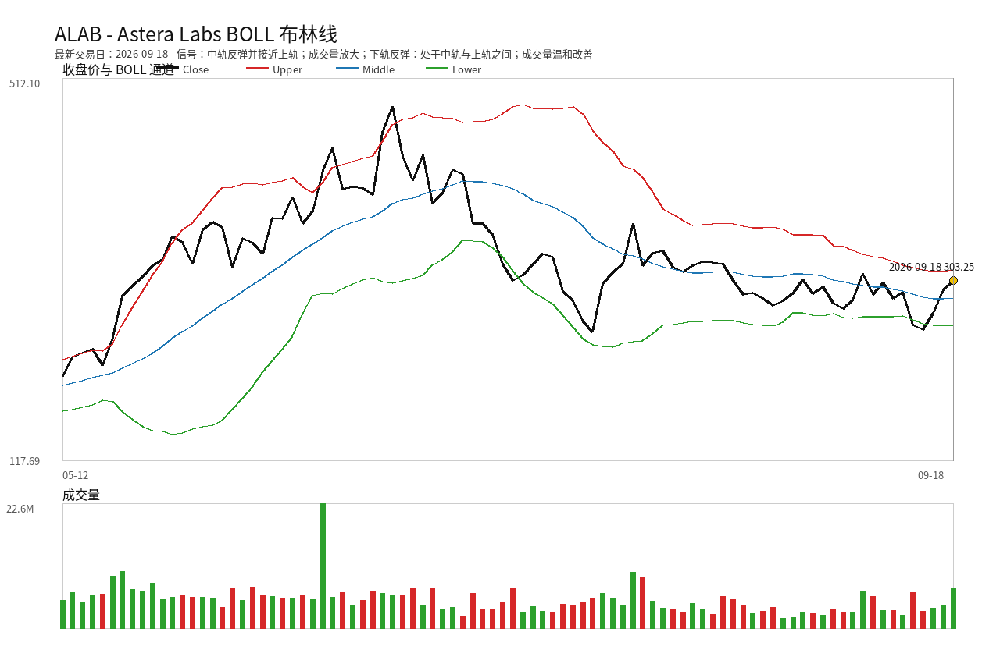 ALAB - Astera Labs BOLL 布林线
最新交易日：2026-09-18 信号：中轨反弹并接近上轨；成交量放大；下轨反弹：处于中轨与上轨之间；成交量温和改善
收盘价与 BOLL 通道 Close Upper Middle Lower
512.10
2026-09-18 303.25
117.69
05-12 09-18
成交量
22.6M